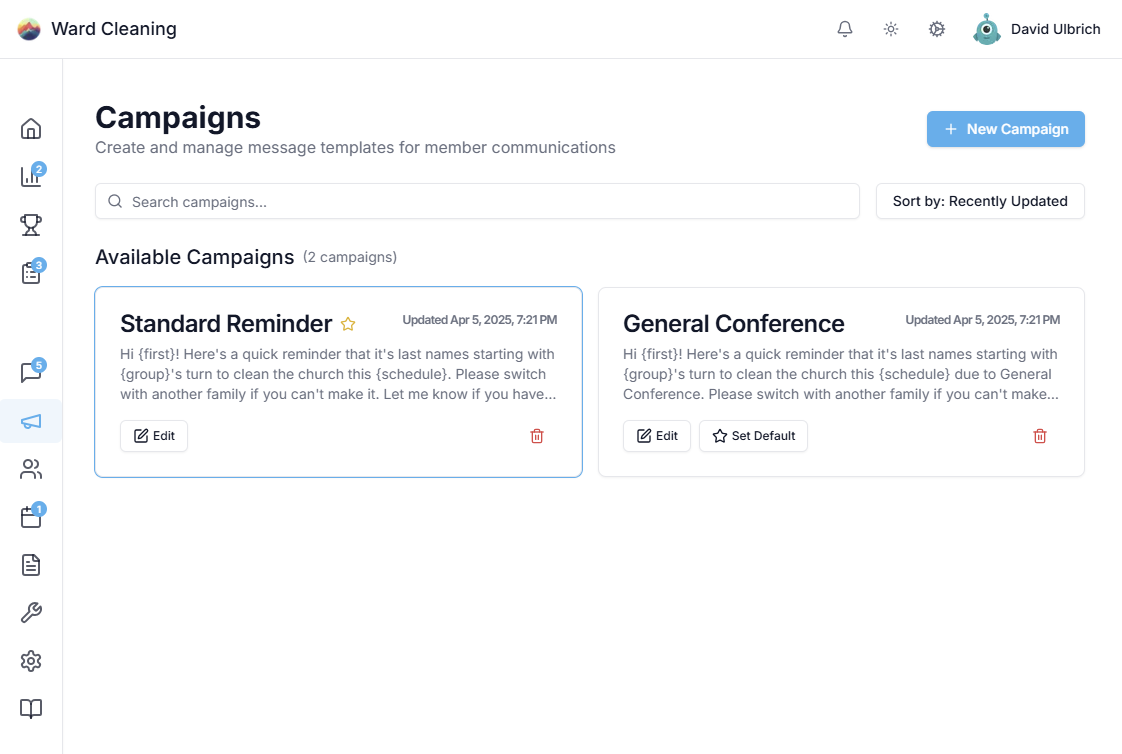 Ward Cleaning
David Ulbrich
Campaigns
Create and manage message templates for member communications
New Campaign
Search campaigns...
Sort by: Recently Updated
2
3
5
1
Available Campaigns (2 campaigns)
Standard Reminder
Updated Apr 5, 2025, 7:21 PM
Hi {first}! Here's a quick reminder that it's last names starting with
{group}'s turn to clean the church this {schedule}. Please switch
with another family if you can't make it. Let me know if you have...
Edit
General Conference
Updated Apr 5, 2025, 7:21 PM
Hi {first}! Here's a quick reminder that it's last names starting with
{group}'s turn to clean the church this {schedule} due to General
Conference. Please switch with another family if you can't make...
Edit
Set Default